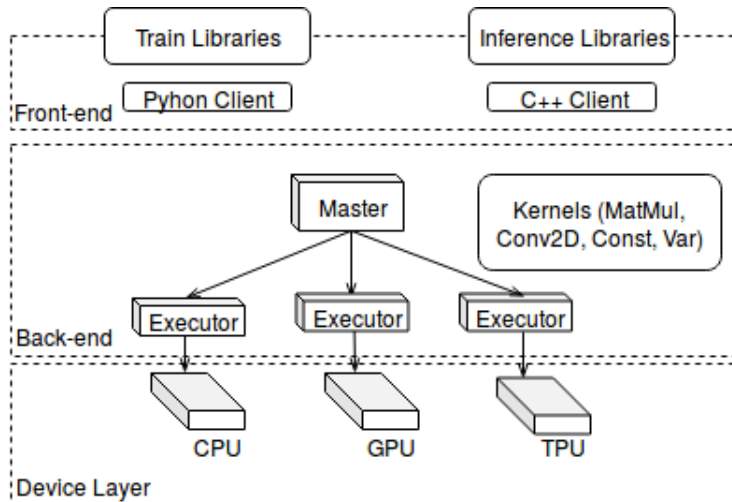 Train Libraries
Inference Libraries
Pyhon Client
C++ Client
Front-end
Master
Kernels (MatMul,
Conv2D, Const, Var)
Executor
Executor
Executor
Back-end
CPU
GPU
TPU
Device Layer